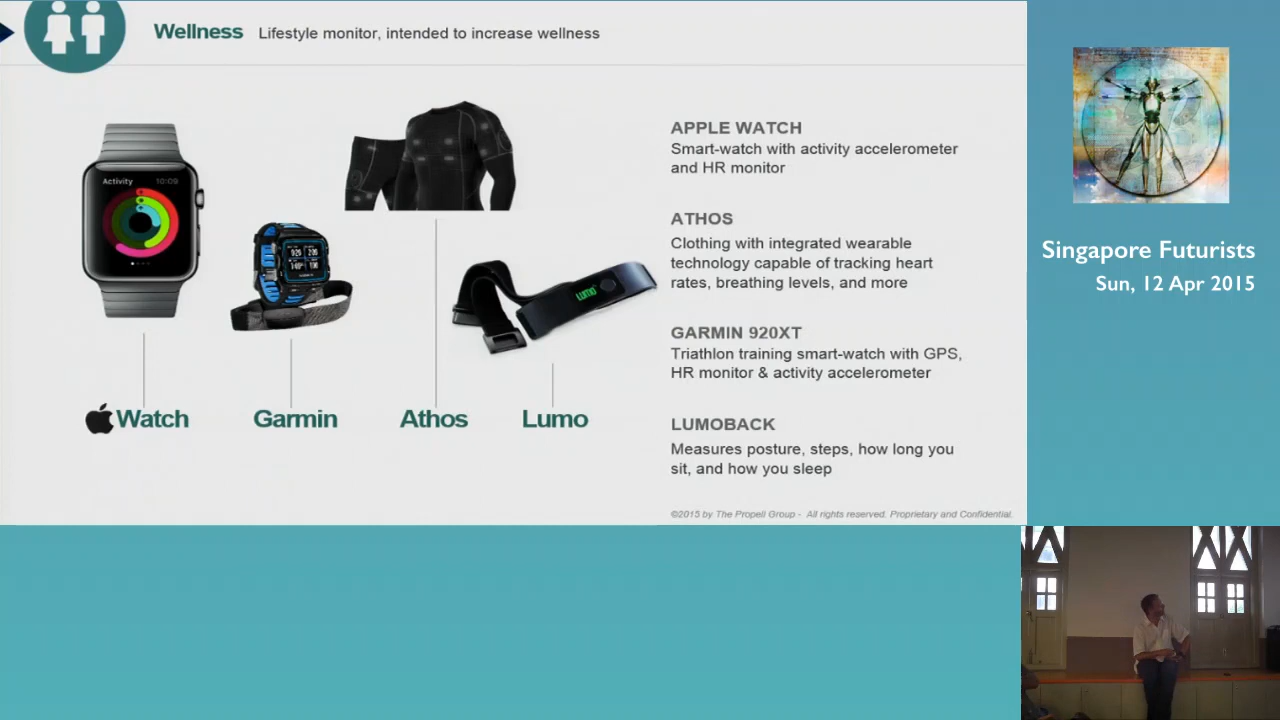 Wellness Lifestyle monitor, intended to increase wellness
Activity 10:09
LUMO
Watch
Garmin
Athos
Lumo
APPLE WATCH
Smart-watch with activity accelerometer
and HR monitor
ATHOS
Clothing with integrated wearable
technology capable of tracking heart
rates, breathing levels, and more
GARMIN 920XT
Triathlon training smart-watch with GPS,
HR monitor & activity accelerometer
LUMOBACK
Measures posture, steps, how long you
sit, and how you sleep
©2015 by The Propell Group - All rights reserved. Proprietary and Confidential.
Singapore Futurists
Sun, 12 Apr 2015